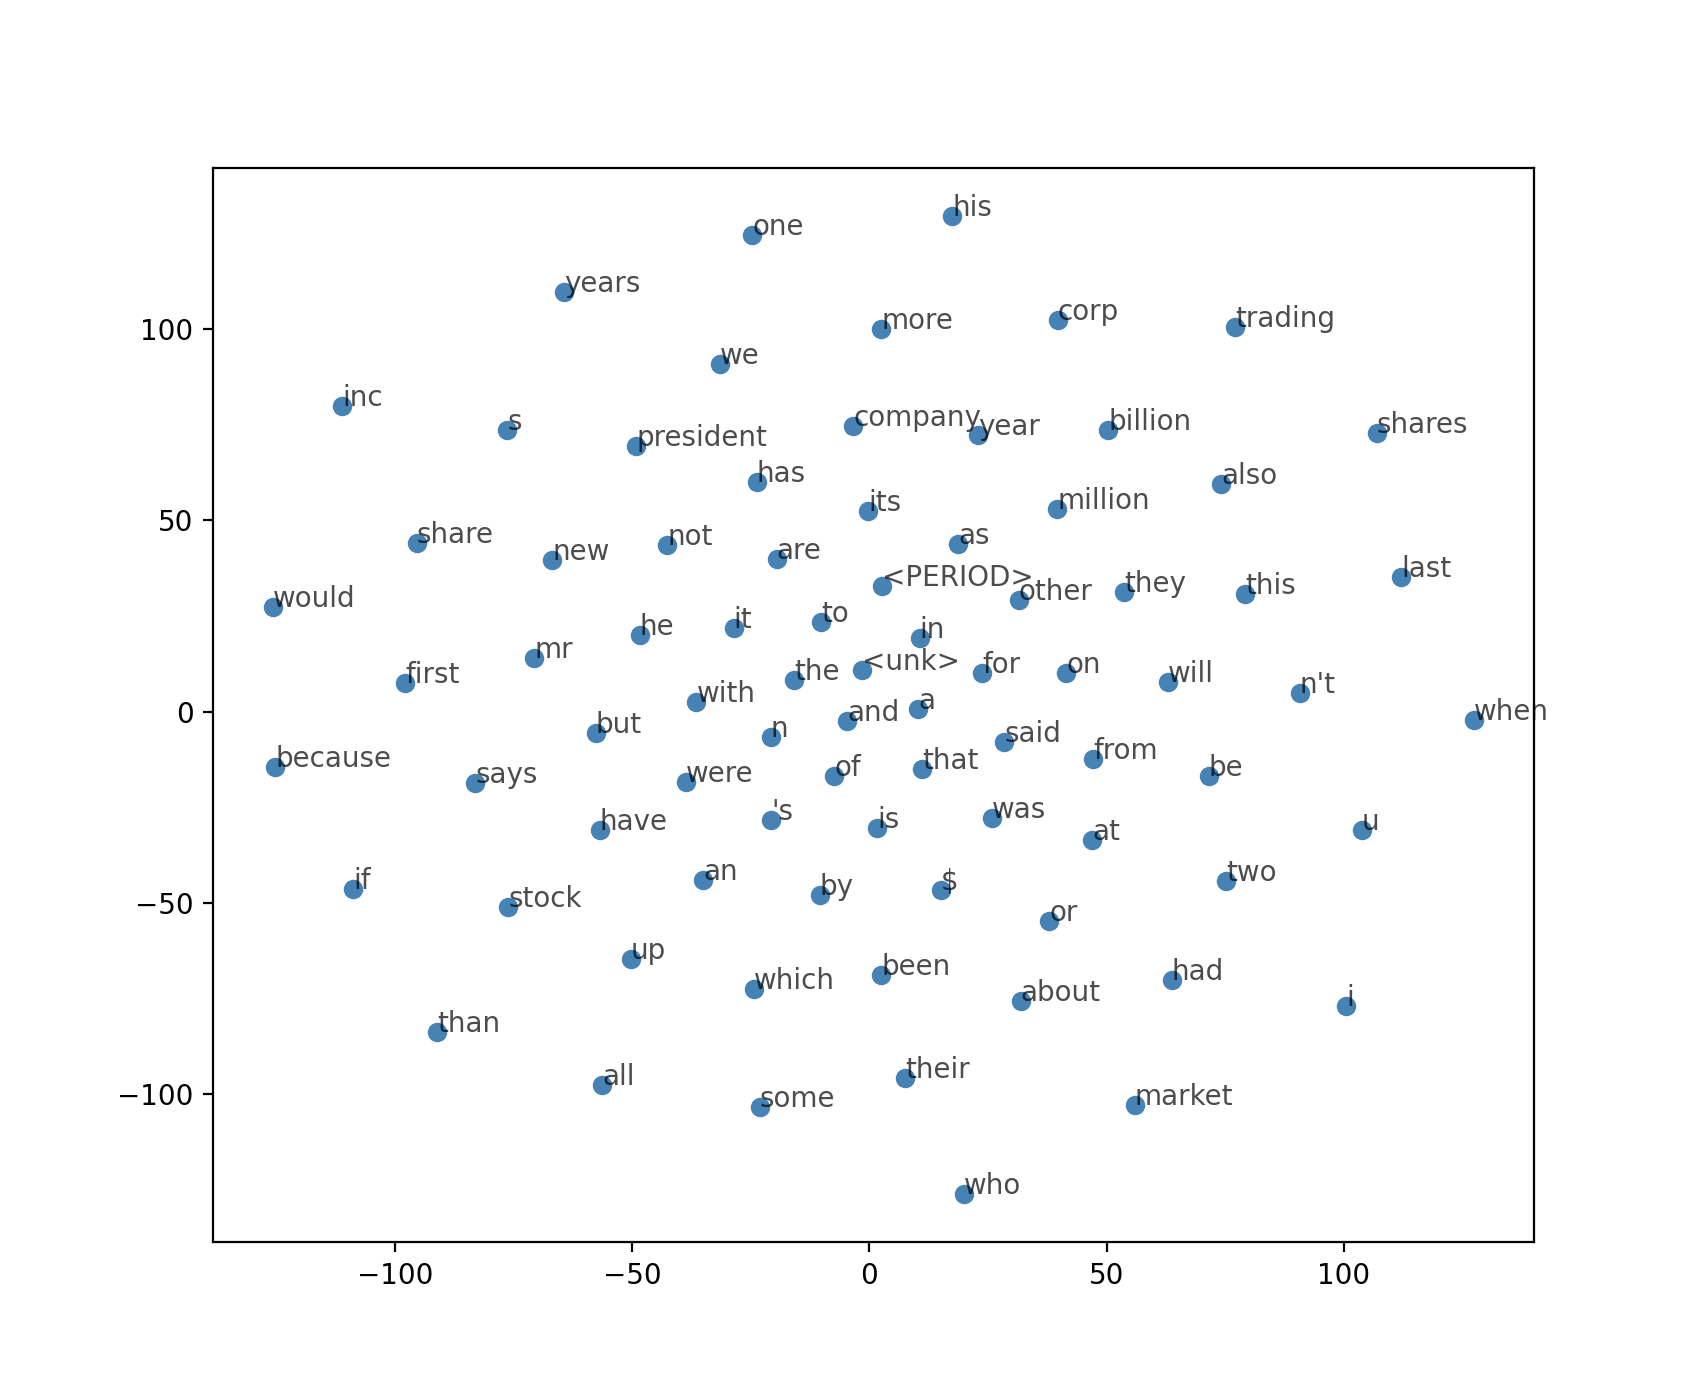 his
one
years
corp
trading
more
we
inc
company
s
billion
shares
year
president
has
also
its
million
share
not
as
new
are
last
<PERIOD>
they
this
other
would
to
he
it
in
mr
<unk>
for
on
the
will
first
n't
with
a
and
when
but
n
said
from
because
that
of
be
says
were
was
's
is
have
u
at
an
two
if
by
$
stock
or
up
been
had
which
about
i
than
their
all
market
some
who
100
50
0
−50
−100
−100
−50
0
50
100